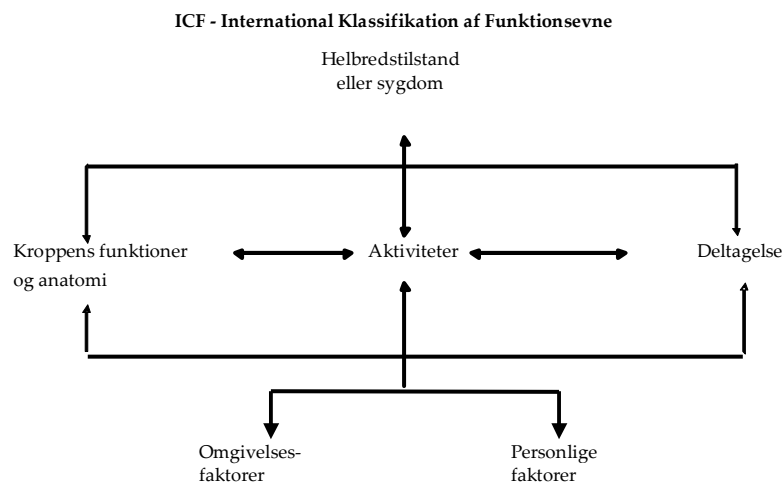 ICF - International Klassifikation af Funktionsevne
Helbredstilstand
eller sygdom
Kroppens funktioner
og anatomi
Aktiviteter
Deltagelse
Omgivelses-
faktorer
Personlige
faktorer